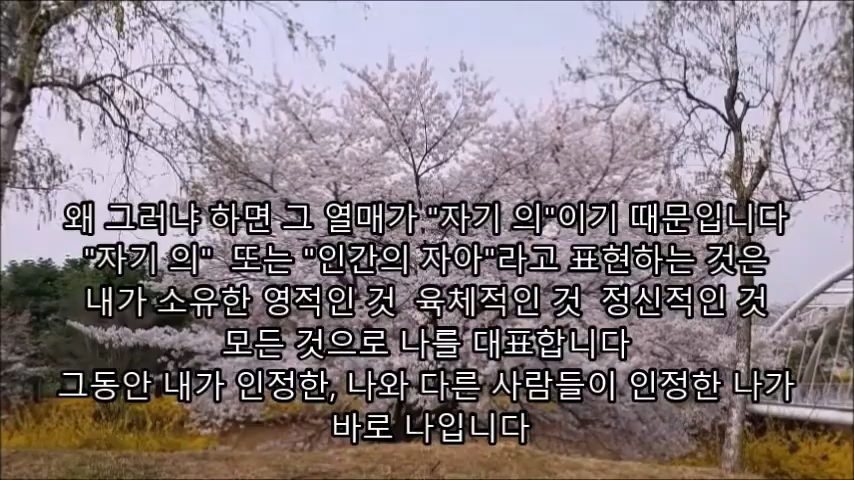 왜 그러냐 하면 그 열매가 "자기 의"이기 때문입니다
"자기 의" 또는 "인간의 자아"라고 표현하는 것은
내가 소유한 영적인 것 육체적인 것 정신적인 것
모든 것으로 나를 대표합니다
그동안 내가 인정한, 나와 다른 사람들이 인정한 나가
바로 나입니다